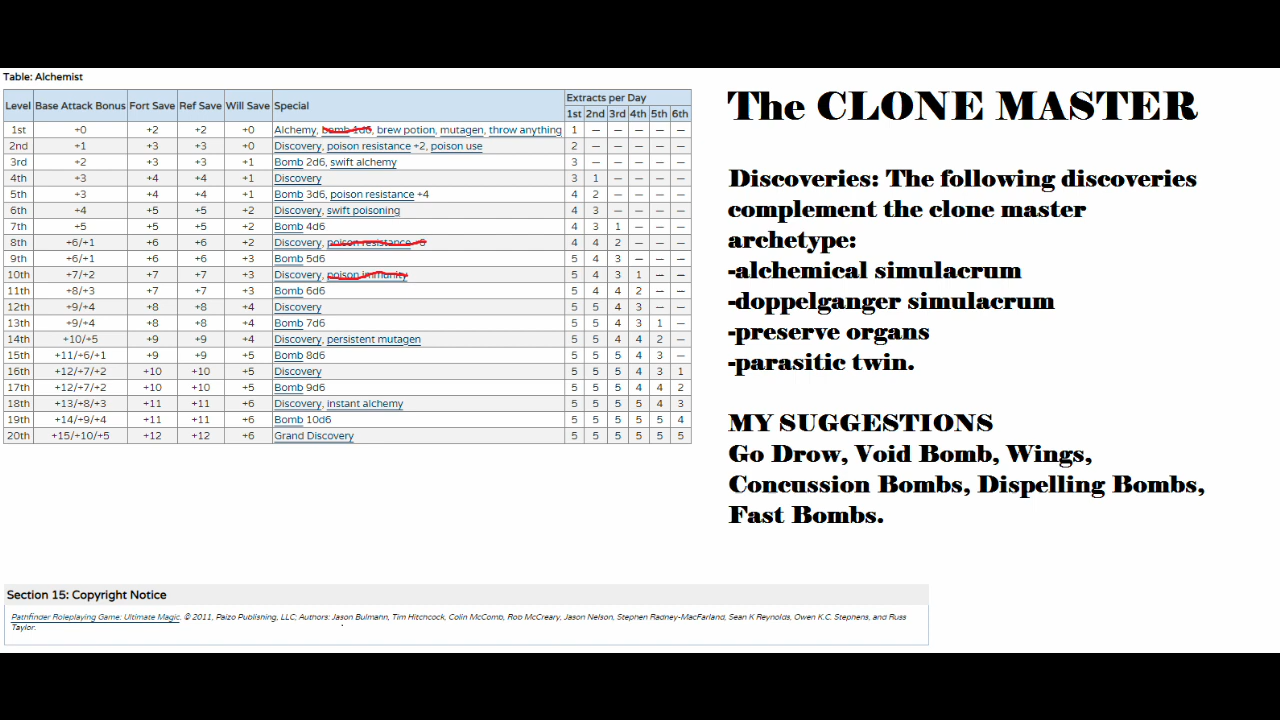 Table: Alchemist
Level Base Attack Bonus Fort Save Ref Save Will Save Special Extracts per Day
1st 2nd 3rd 4th 5th 6th
1st +0 +2 +2 +0 Alchemy, bomb 1d6, brew potion, mutagen, throw anything 1 — — — — —
2nd +1 +3 +3 +0 Discovery, poison resistance +2, poison use 2 — — — — —
3rd +2 +3 +3 +1 Bomb 2d6, swift alchemy 3 — — — — —
4th +3 +4 +4 +1 Discovery 3 1 — — — —
5th +3 +4 +4 +1 Bomb 3d6, poison resistance +4 4 2 — — — —
6th +4 +5 +5 +2 Discovery, swift poisoning 4 3 — — — —
7th +5 +5 +5 +2 Bomb 4d6 4 3 1 — — —
8th +6/+1 +6 +6 +2 Discovery, poison resistance +6 4 4 2 — — —
9th +6/+1 +6 +6 +3 Bomb 5d6 5 4 3 — — —
10th +7/+2 +7 +7 +3 Discovery, poison immunity 5 4 3 1 — —
11th +8/+3 +7 +7 +3 Bomb 6d6 5 4 4 2 — —
12th +9/+4 +8 +8 +4 Discovery 5 5 4 3 — —
13th +9/+4 +8 +8 +4 Bomb 7d6 5 5 4 3 1 —
14th +10/+5 +9 +9 +4 Discovery, persistent mutagen 5 5 4 4 2 —
15th +11/+6/+1 +9 +9 +5 Bomb 8d6 5 5 5 4 3 —
16th +12/+7/+2 +10 +10 +5 Discovery 5 5 5 4 3 1
17th +12/+7/+2 +10 +10 +5 Bomb 9d6 5 5 5 4 4 2
18th +13/+8/+3 +11 +11 +6 Discovery, instant alchemy 5 5 5 5 4 3
19th +14/+9/+4 +11 +11 +6 Bomb 10d6 5 5 5 5 5 4
20th +15/+10/+5 +12 +12 +6 Grand Discovery 5 5 5 5 5 5
The CLONE MASTER
Discoveries: The following discoveries
complement the clone master
archetype:
-alchemical simulacrum
-doppelganger simulacrum
-preserve organs
-parasitic twin.
MY SUGGESTIONS
Go Drow, Void Bomb, Wings,
Concussion Bombs, Dispelling Bombs,
Fast Bombs.
Section 15: Copyright Notice
Pathfinder Roleplaying Game: Ultimate Magic. © 2011, Paizo Publishing, LLC; Authors: Jason Bulmann, Tim Hitchcock, Colin McComb, Rob McCreary, Jason Nelson, Stephen Radney-MacFarland, Sean K Reynolds, Owen K.C. Stephens, and Russ
Taylor.